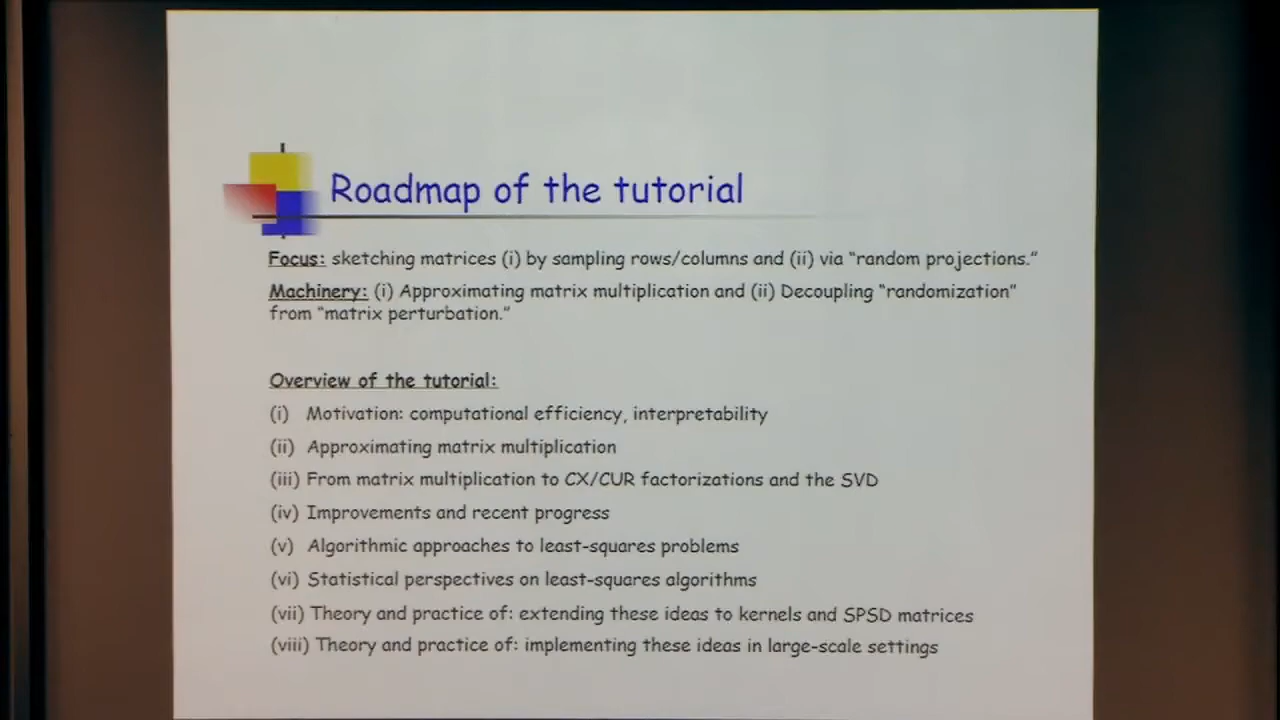 Roadmap of the tutorial
Focus: sketching matrices (i) by sampling rows/columns and (ii) via “random projections.”
Machinery: (i) Approximating matrix multiplication and (ii) Decoupling “randomization”
from “matrix perturbation.”
Overview of the tutorial:
(i) Motivation: computational efficiency, interpretability
(ii) Approximating matrix multiplication
(iii) From matrix multiplication to CX/CUR factorizations and the SVD
(iv) Improvements and recent progress
(v) Algorithmic approaches to least-squares problems
(vi) Statistical perspectives on least-squares algorithms
(vii) Theory and practice of: extending these ideas to kernels and SPSD matrices
(viii) Theory and practice of: implementing these ideas in large-scale settings